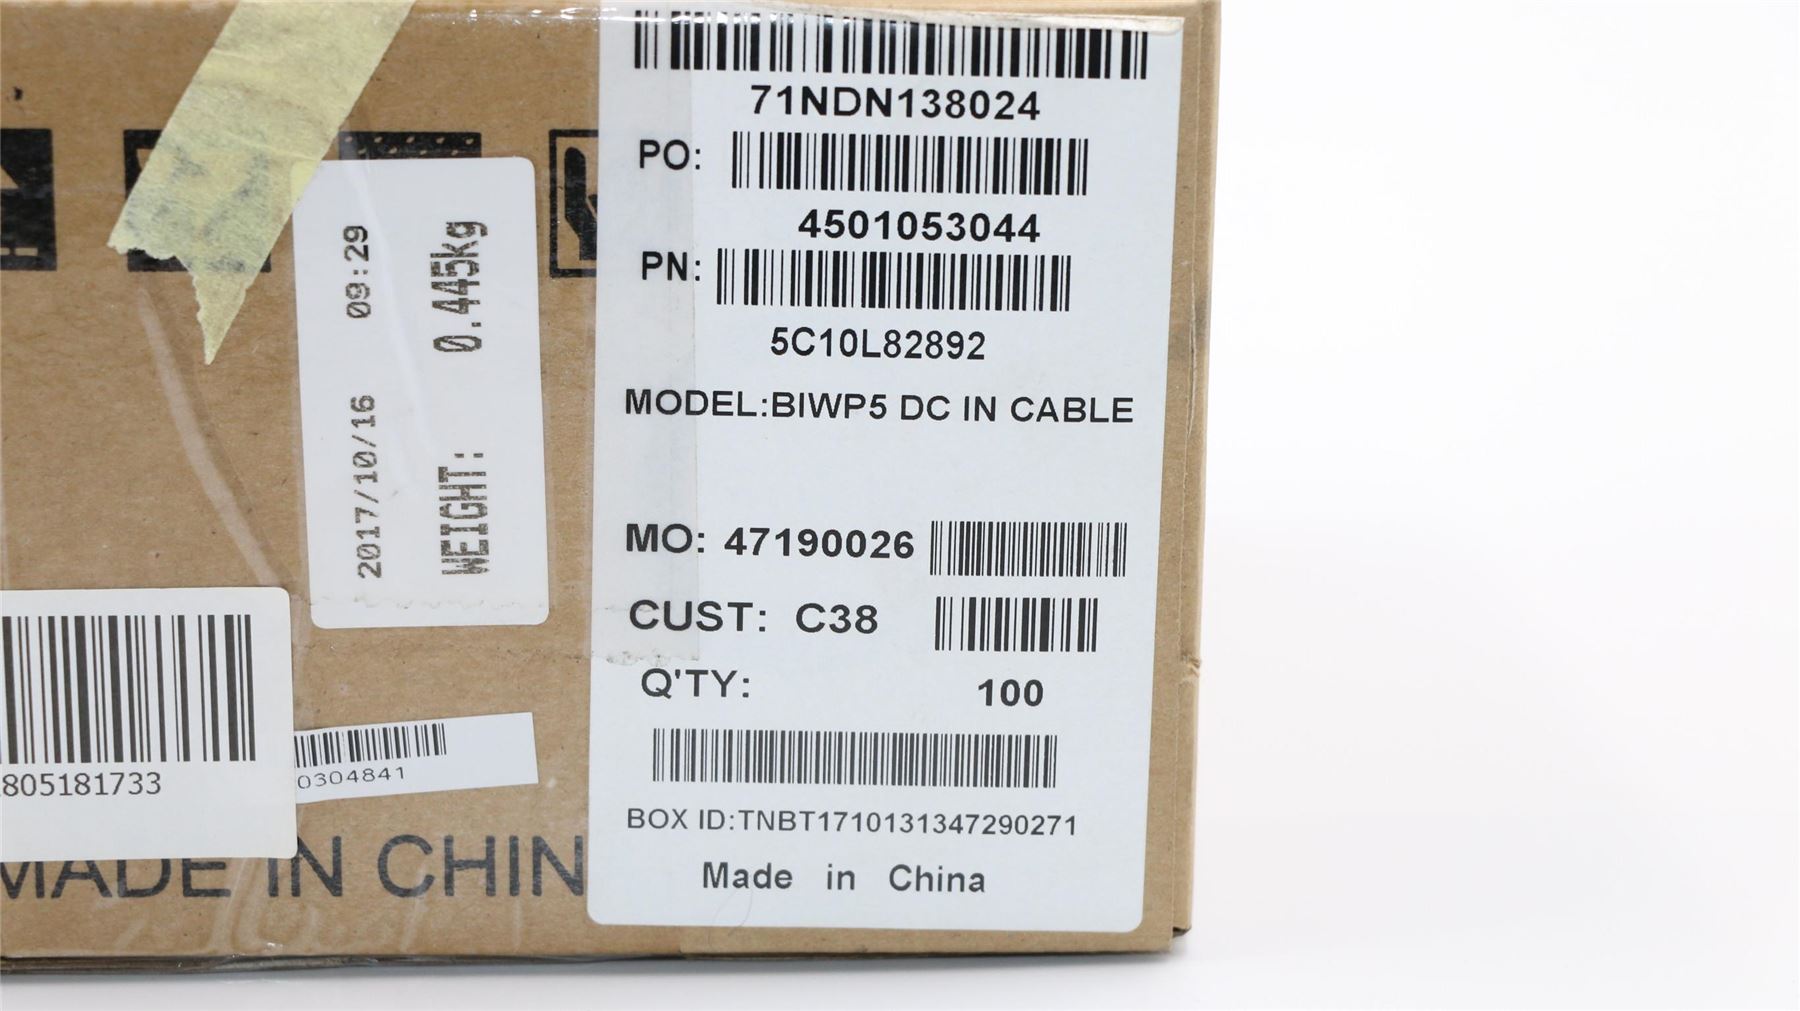 71NDN138024
PO:
4501053044
PN:
5C10L82892
MODEL:BIWP5 DC IN CABLE
MO: 47190026
CUST: C38
Q'TY: 100
BOX ID:TNBT1710131347290271
Made in China
2017/10/16 09:29
WEIGHT: 0.445kg
805181733
0304841
MADE IN CHIN